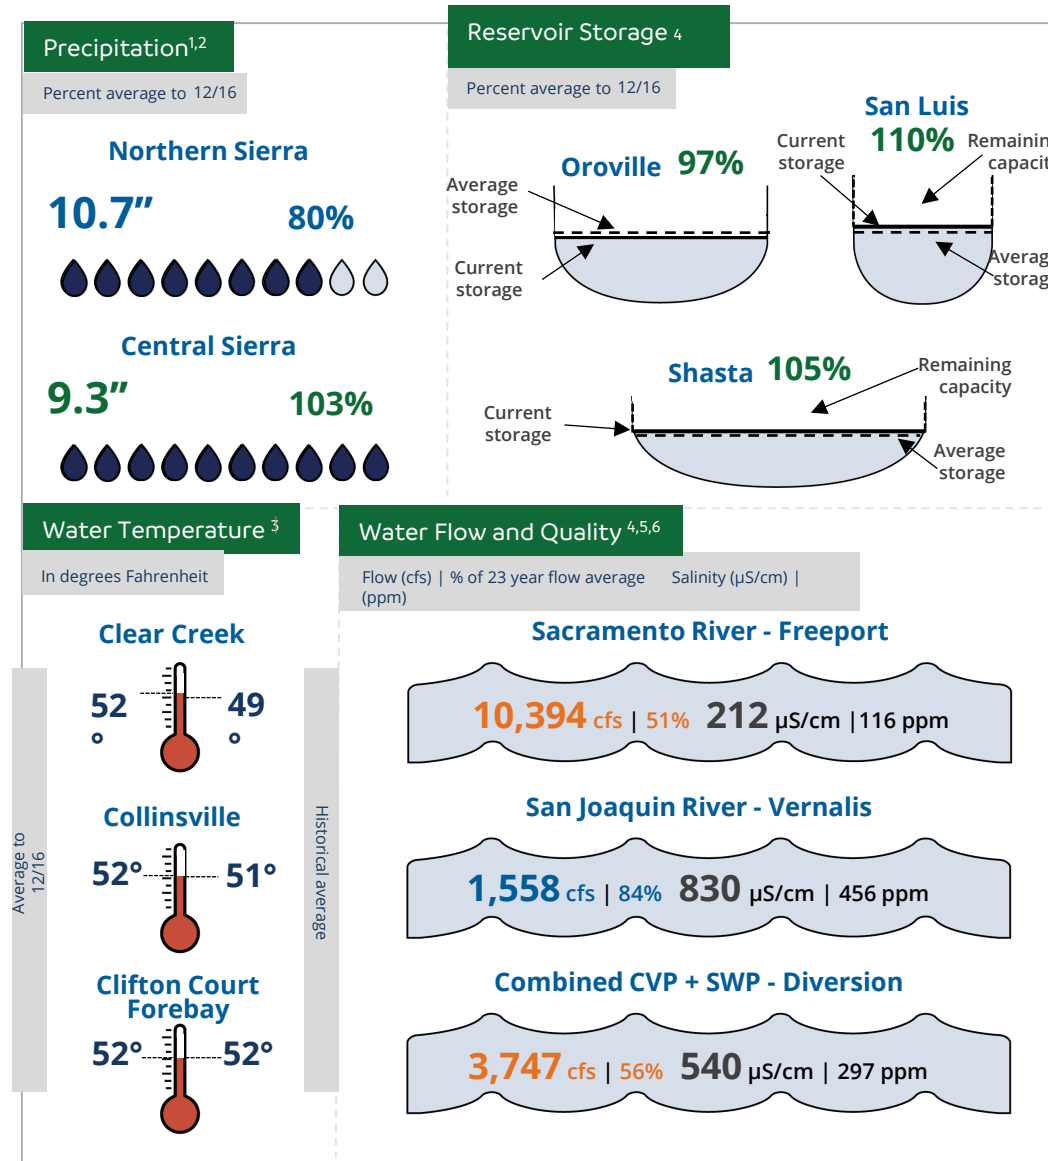 Precipitation1,2
Percent average to 12/16
Northern Sierra
10.7” 80%
Central Sierra
9.3” 103%
Reservoir Storage 4
Percent average to 12/16
Oroville 97%
Average
storage
Current
storage
San Luis
110%
Current
storage
Remainin
capacit
Averag
storag
Shasta 105%
Remaining
capacity
Current
storage
Average
storage
Water Temperature 3
In degrees Fahrenheit
Average to
12/16
Historical average
Clear Creek
52
°
49
°
Collinsville
52° 51°
Clifton Court
Forebay
52° 52°
Water Flow and Quality 4,5,6
Flow (cfs) | % of 23 year flow average Salinity (µS/cm) |
(ppm)
Sacramento River - Freeport
10,394 cfs | 51% 212 µS/cm |116 ppm
San Joaquin River - Vernalis
1,558 cfs | 84% 830 µS/cm | 456 ppm
Combined CVP + SWP - Diversion
3,747 cfs | 56% 540 µS/cm | 297 ppm